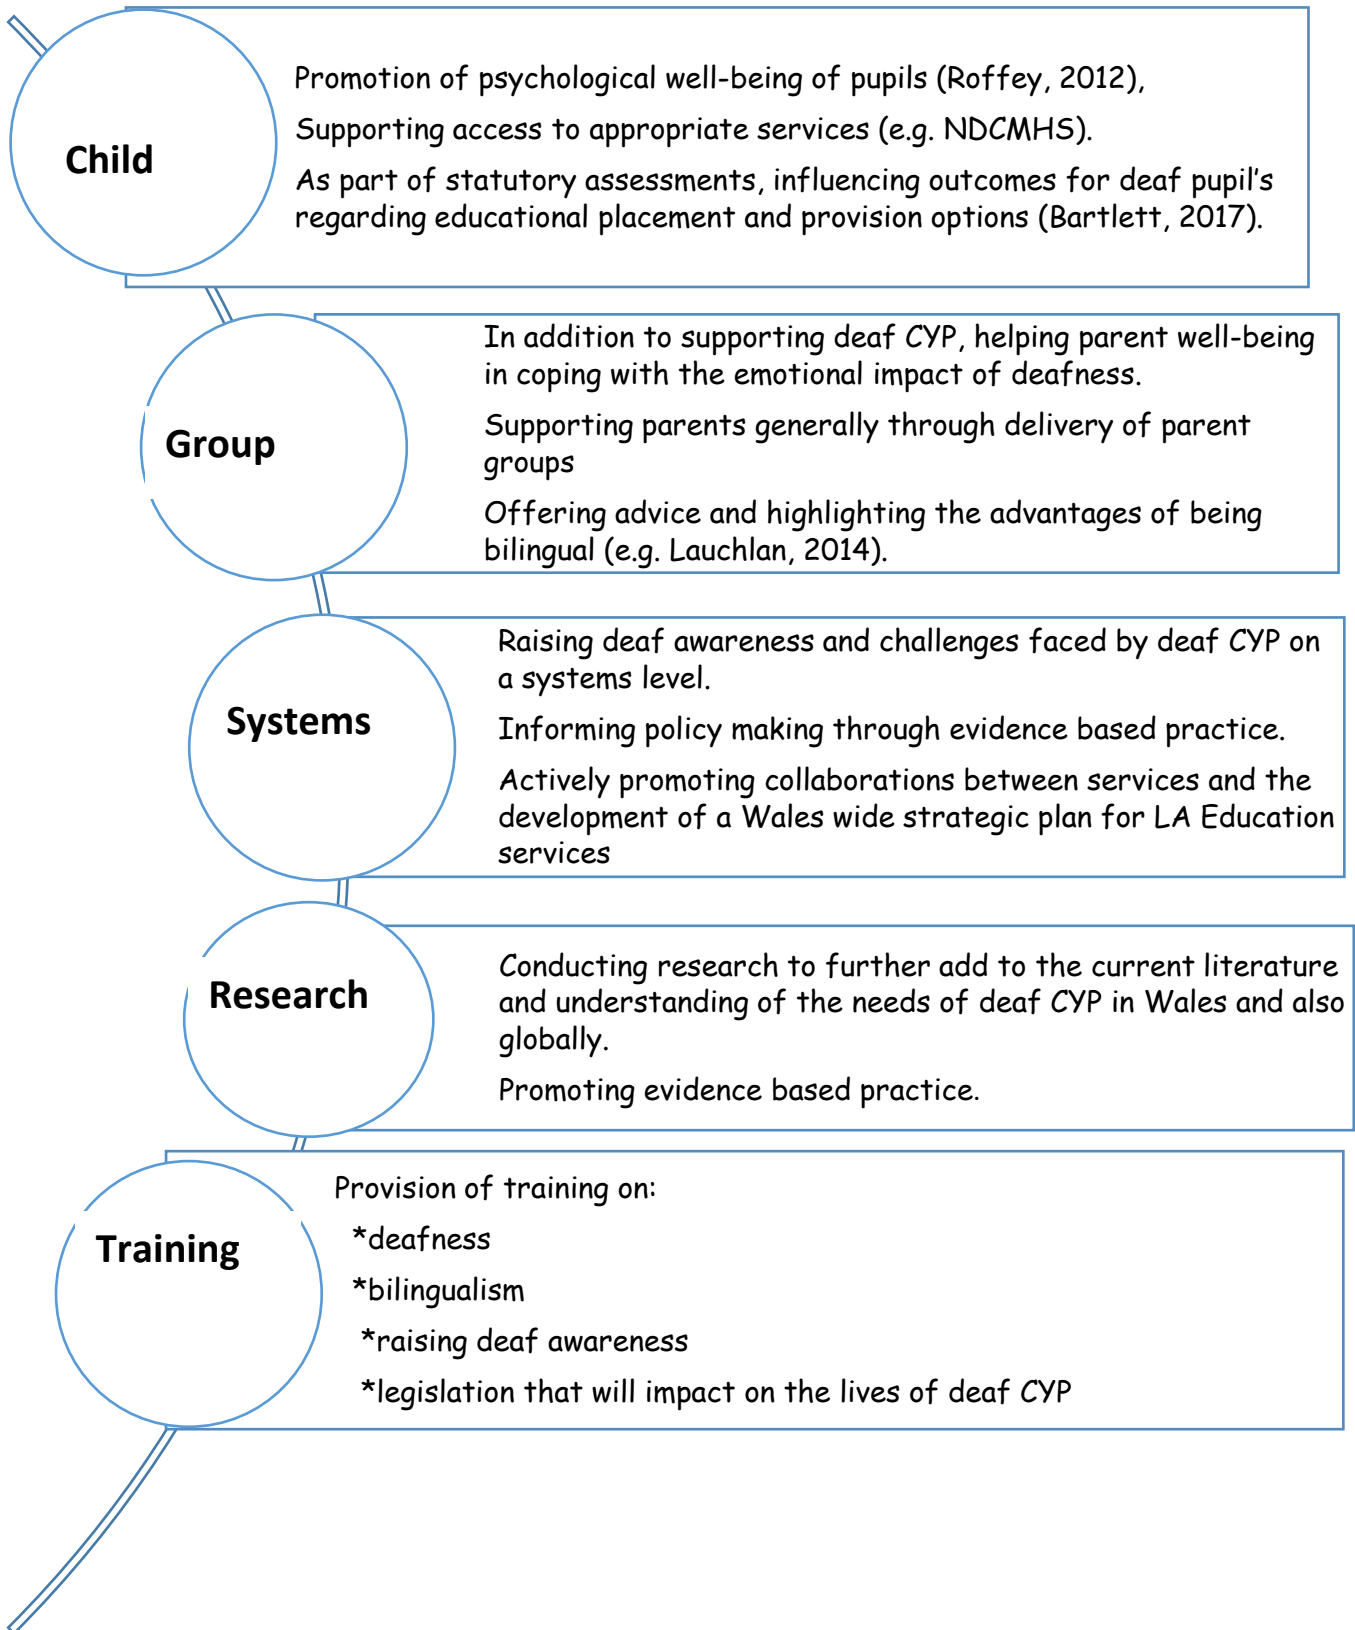 Child
Promotion of psychological well-being of pupils (Roffey, 2012),
Supporting access to appropriate services (e.g. NDCMHS).
As part of statutory assessments, influencing outcomes for deaf pupil's
regarding educational placement and provision options (Bartlett, 2017).
Group
In addition to supporting deaf CYP, helping parent well-being
in coping with the emotional impact of deafness.
Supporting parents generally through delivery of parent
groups
Offering advice and highlighting the advantages of being
bilingual (e.g. Lauchlan, 2014).
Systems
Raising deaf awareness and challenges faced by deaf CYP on
a systems level.
Informing policy making through evidence based practice.
Actively promoting collaborations between services and the
development of a Wales wide strategic plan for LA Education
services
Research
Conducting research to further add to the current literature
and understanding of the needs of deaf CYP in Wales and also
globally.
Promoting evidence based practice.
Training
Provision of training on:
*deafness
*bilingualism
*raising deaf awareness
*legislation that will impact on the lives of deaf CYP